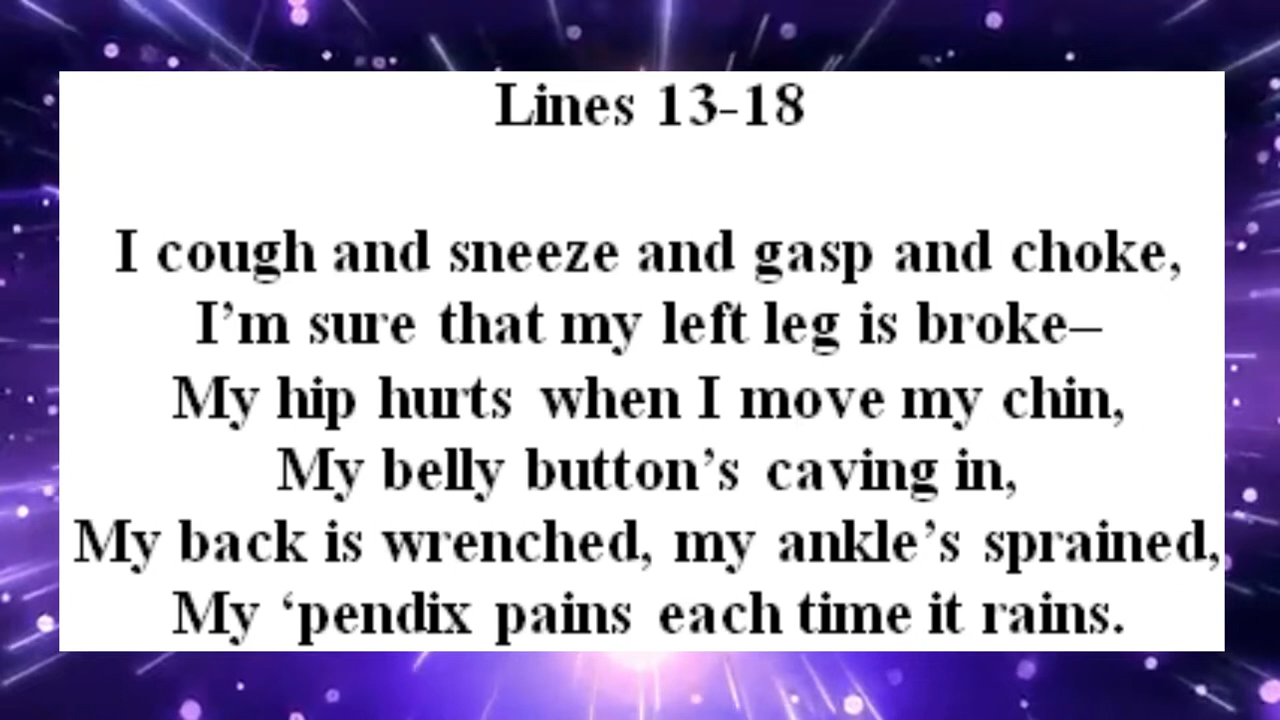 Lines 13-18
I cough and sneeze and gasp and choke,
I’m sure that my left leg is broke–
My hip hurts when I move my chin,
My belly button’s caving in,
My back is wrenched, my ankle’s sprained,
My ‘pendix pains each time it rains.